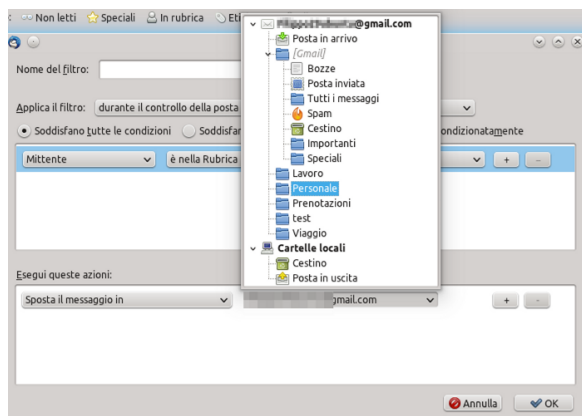 Non letti Speciali In rubrica Eti
@gmail.com
Posta in arrivo
[Gmail]
Bozze
Posta inviata
Tutti i messaggi
Spam
Cestino
Importanti
Speciali
Lavoro
Personale
Prenotazioni
test
Viaggio
Cartelle locali
Cestino
Posta in uscita
Nome del filtro:
Applica il filtro: durante il controllo della posta
Soddisfano tutte le condizioni Soddisfan ondizionatamente
Mittente è nella Rubrica + -
Esegui queste azioni:
Sposta il messaggio in gmail.com + -
Annulla OK